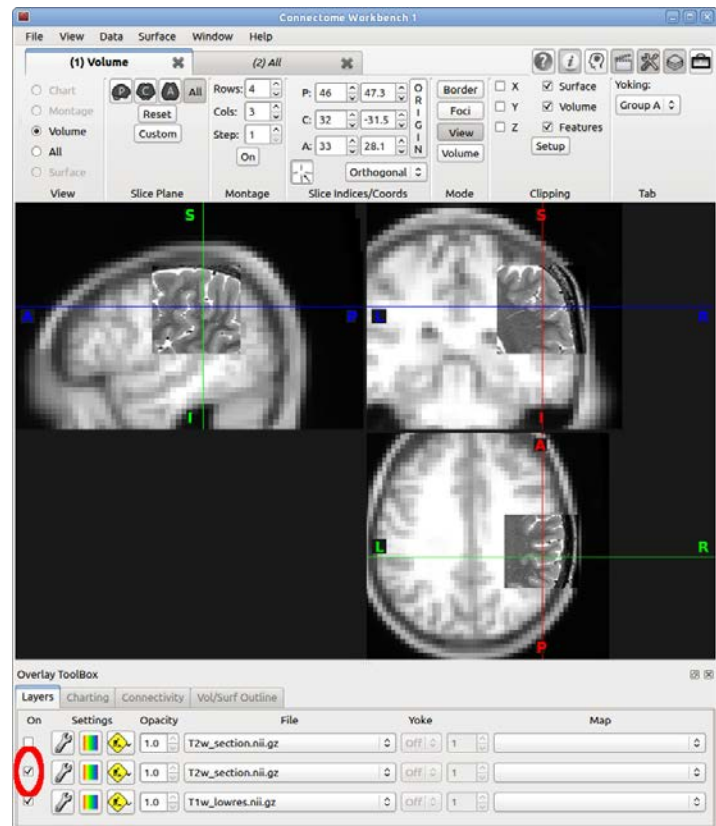 Connectome Workbench 1
File View Data Surface Window Help
(1) Volume (2) All
Chart P C A All Rows: 4 P: 46 47.3 O R I G I N Border X Surface Yoking:
Montage Reset Cols: 3 C: 32 -31.5 Foci Y Volume Group A
Volume Custom Step: 1 A: 33 28.1 View Z Features
All On Orthogonal Volume Setup
Surface
View Slice Plane Montage Slice Indices/Coords Mode Clipping Tab
S S
A P L R
I I
A
L R
P
Overlay ToolBox
Layers Charting Connectivity Vol/Surf Outline
On Settings Opacity File Yoke Map
1.0 T2w_section.nii.gz Off 1
1.0 T2w_section.nii.gz Off 1
1.0 T1w_lowres.nii.gz Off 1